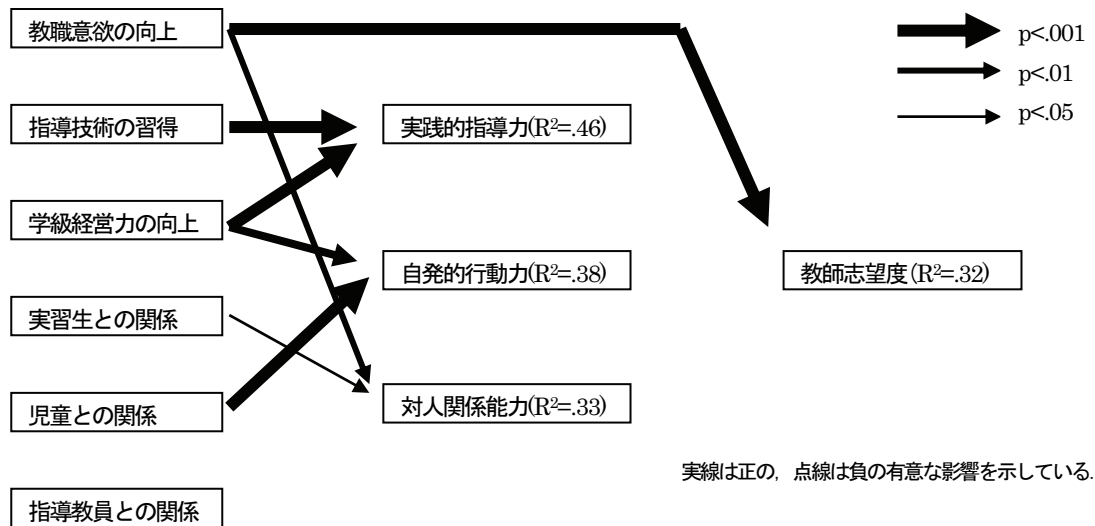 教職意欲の向上
p<.001
p<.01
p<.05
指導技術の習得
実践的指導力(R²=.46)
学級経営力の向上
自発的行動力(R²=.38)
教師志望度(R²=.32)
実習生との関係
児童との関係
対人関係能力(R²=.33)
実線は正の，点線は負の有意な影響を示している．
指導教員との関係